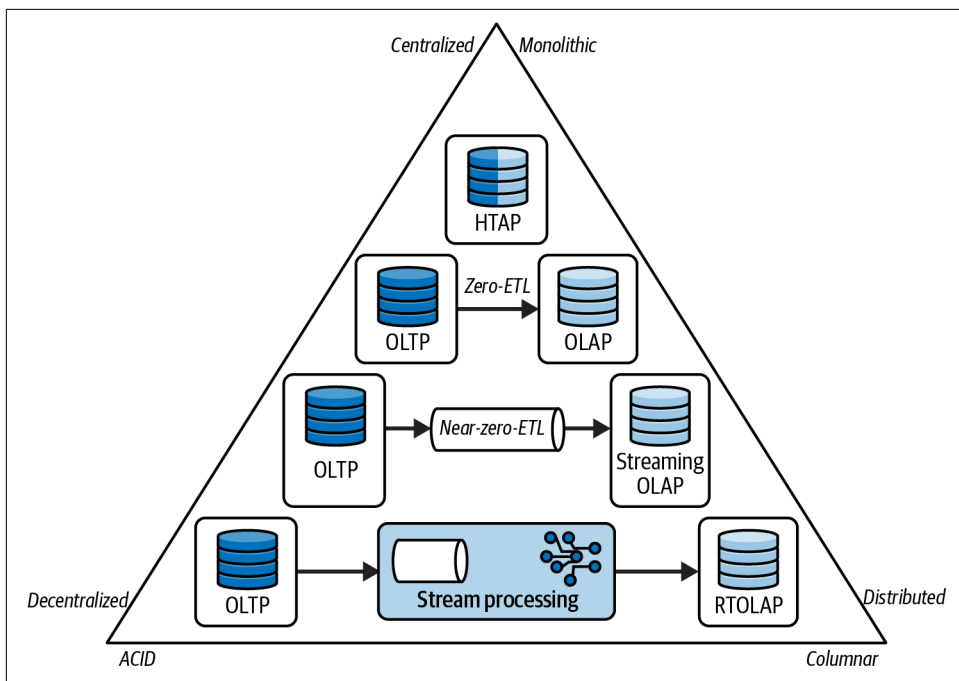 Centralized
Monolithic
HTAP
Zero-ETL
OLTP
OLAP
Near-zero-ETL
OLTP
Streaming
OLAP
OLTP
Stream processing
RTOLAP
Decentralized
Distributed
ACID
Columnar